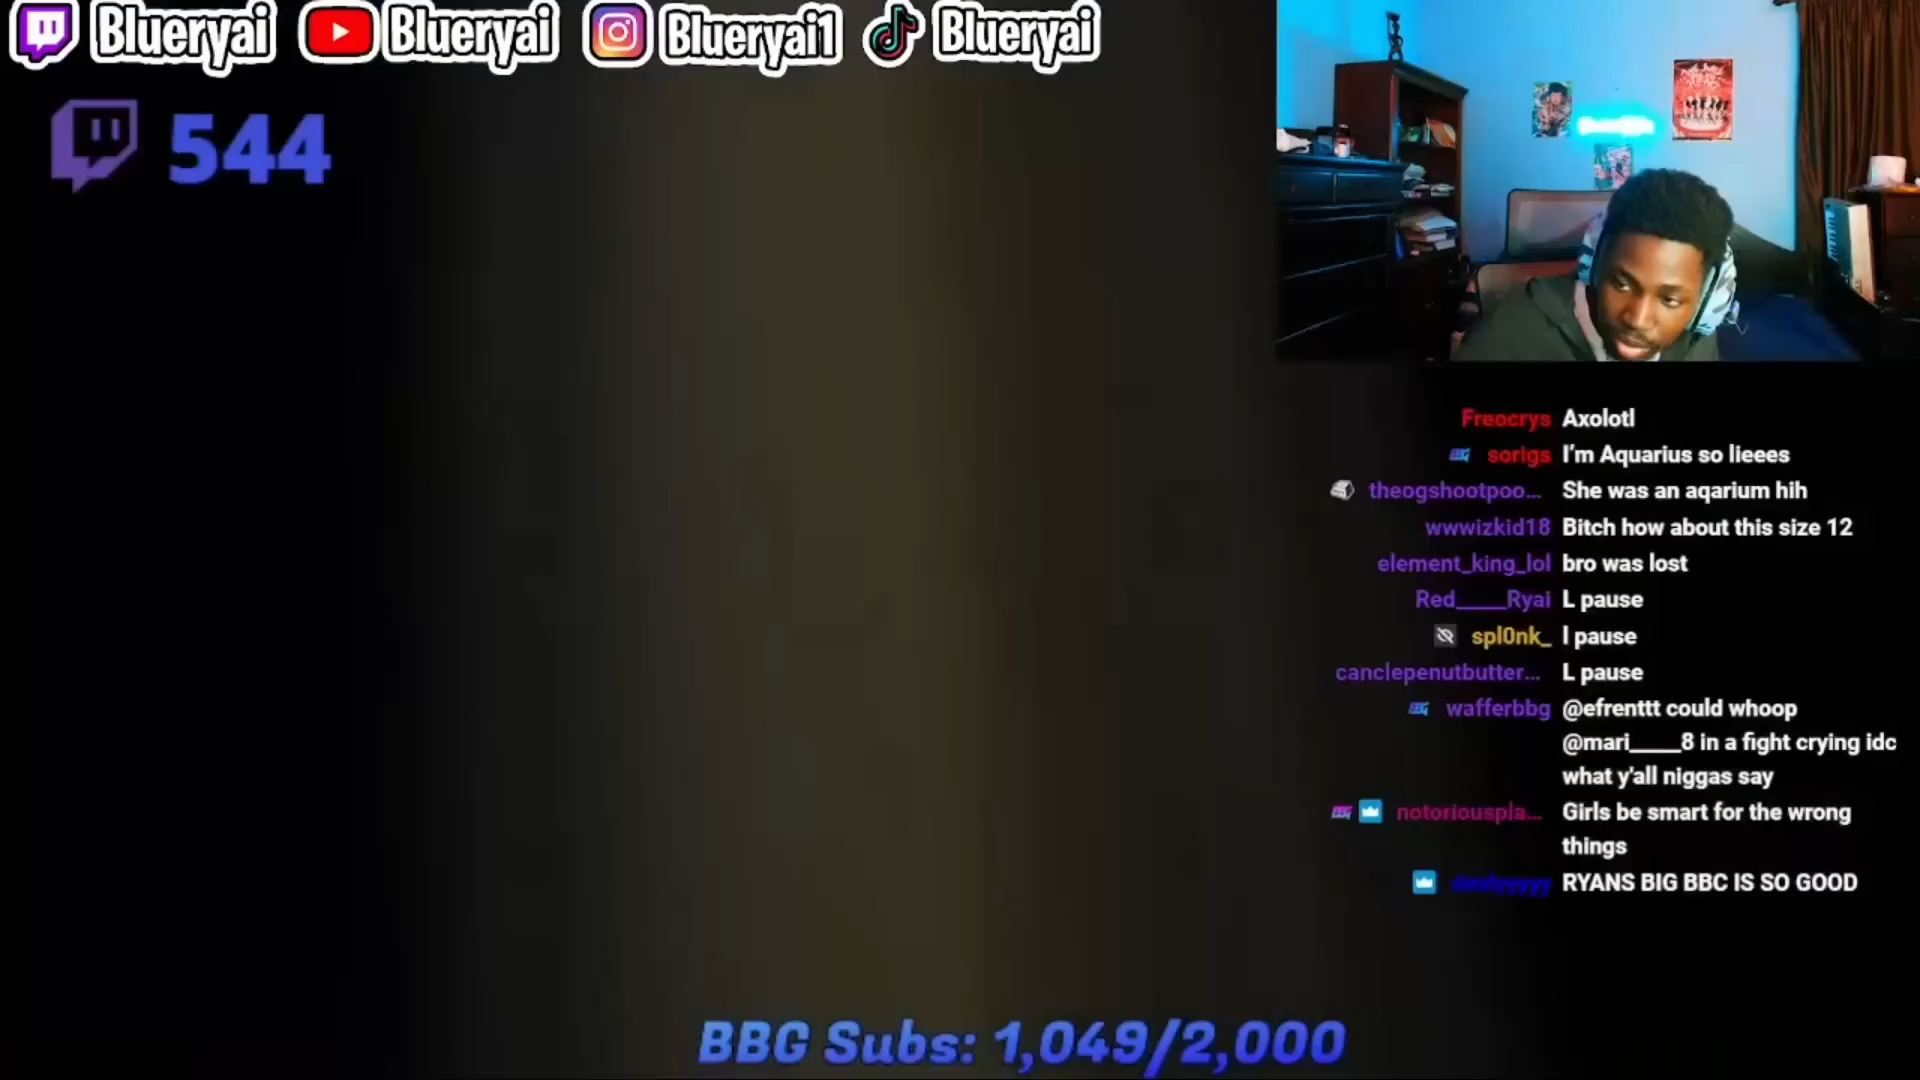 Blueryai Blueryai Blueryai1 Blueryai
544
Freocrys Axolotl
sorigs I'm Aquarius so lieees
theogshootpoo... She was an aqarium hih
wwwizkid18 Bitch how about this size 12
element_king_lol bro was lost
Red____Ryai L pause
spl0nk_ l pause
canclepenutbutter... L pause
wafferbbg @efrenttt could whoop
@mari____8 in a fight crying idc
what y'all niggas say
notoriouspla... Girls be smart for the wrong
things
RYANS BIG BBC IS SO GOOD
BBG Subs: 1,049/2,000